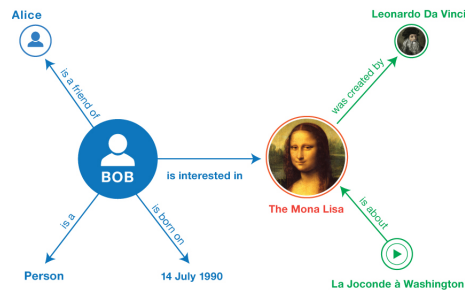 Leonardo Da Vinci
Alice
was created by
is a friend of
BOB
is interested in
The Mona Lisa
is a
is born on
is about
Person
14 July 1990
La Joconde à Washington